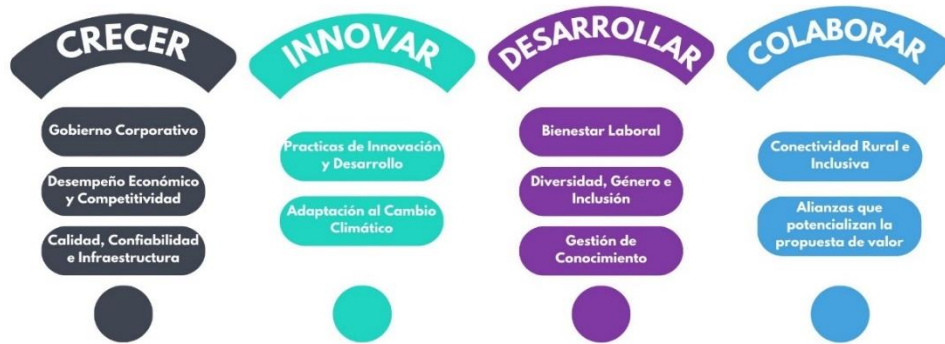 CRECER
Gobierno Corporativo
Desempeño Económico
y Competitividad
Calidad, Confiabilidad
e Infraestructura
INNOVAR
Practicas de Innovación
y Desarrollo
Adaptación al Cambio
Climático
DESARROLLAR
Bienestar Laboral
Diversidad, Género e
Inclusión
Gestión de
Conocimiento
COLABORAR
Conectividad Rural e
Inclusiva
Alianzas que
potencializan la
propuesta de valor